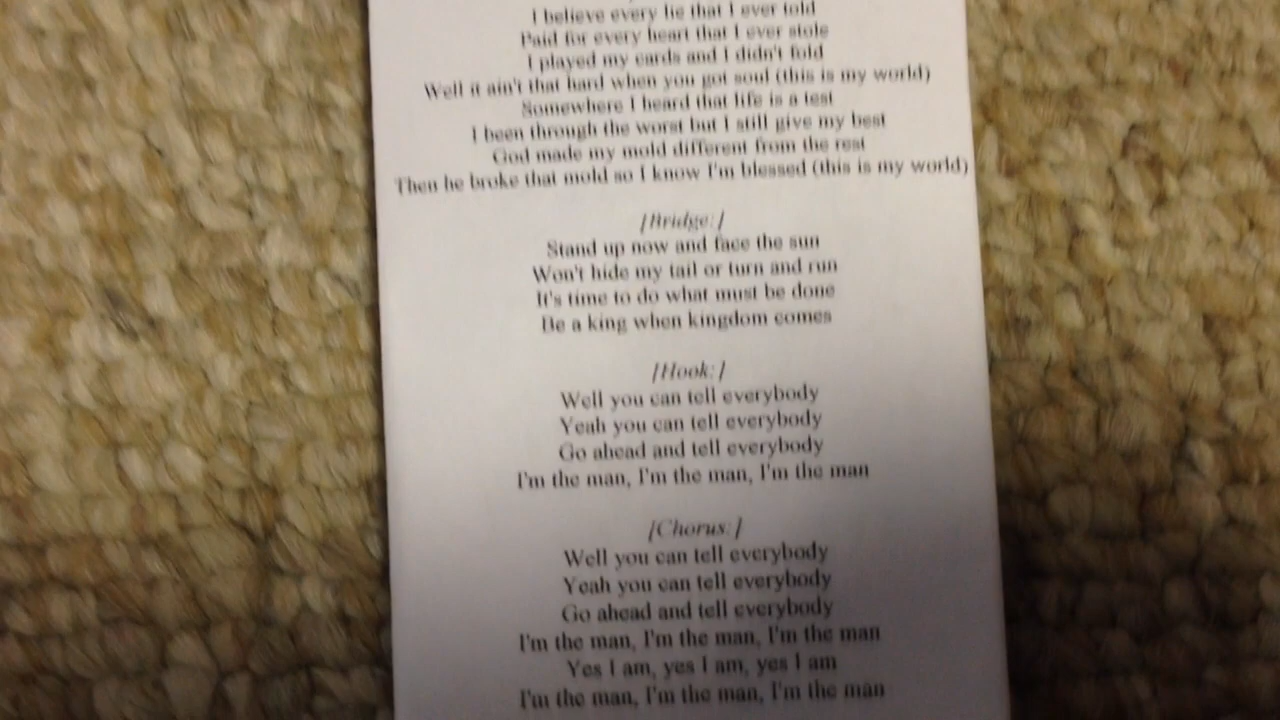 I believe every lie that I ever told
Paid for every heart that I ever stole
I played my cards and I didn't fold
Well it ain't that hard when you got soul (this is my world)
Somewhere I heard that life is a test
I been through the worst but I still give my best
God made my mold different from the rest
Then he broke that mold so I know I'm blessed (this is my world)
[Bridge:]
Stand up now and face the sun
Won't hide my tail or turn and run
It's time to do what must be done
Be a king when kingdom comes
[Hook:]
Well you can tell everybody
Yeah you can tell everybody
Go ahead and tell everybody
I'm the man, I'm the man, I'm the man
[Chorus:]
Well you can tell everybody
Yeah you can tell everybody
Go ahead and tell everybody
I'm the man, I'm the man, I'm the man
Yes I am, yes I am, yes I am
I'm the man, I'm the man, I'm the man